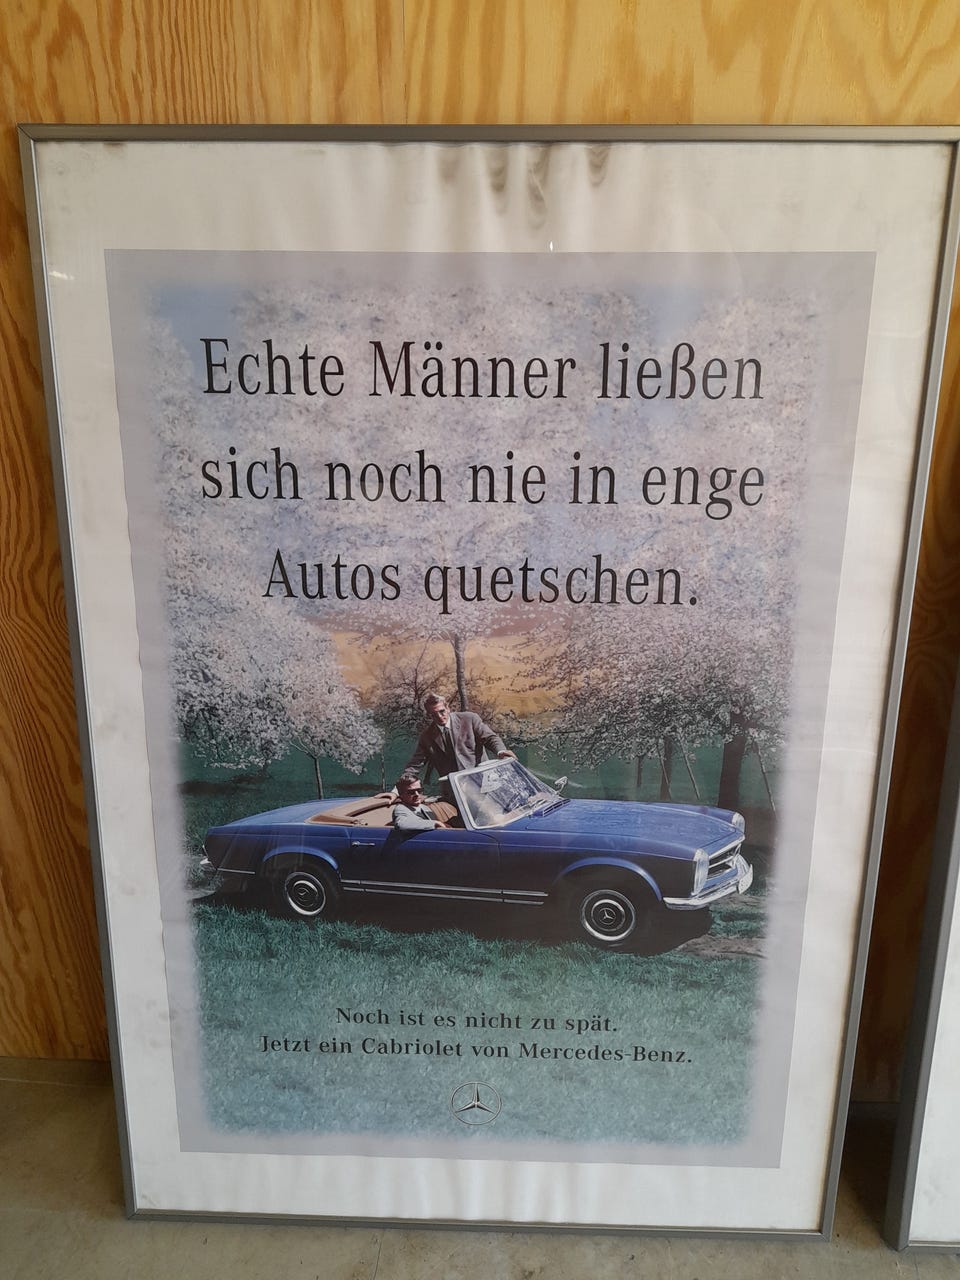 Echte Männer ließen
sich noch nie in enge
Autos quetschen.
Noch ist es nicht zu spät.
Jetzt ein Cabriolet von Mercedes-Benz.